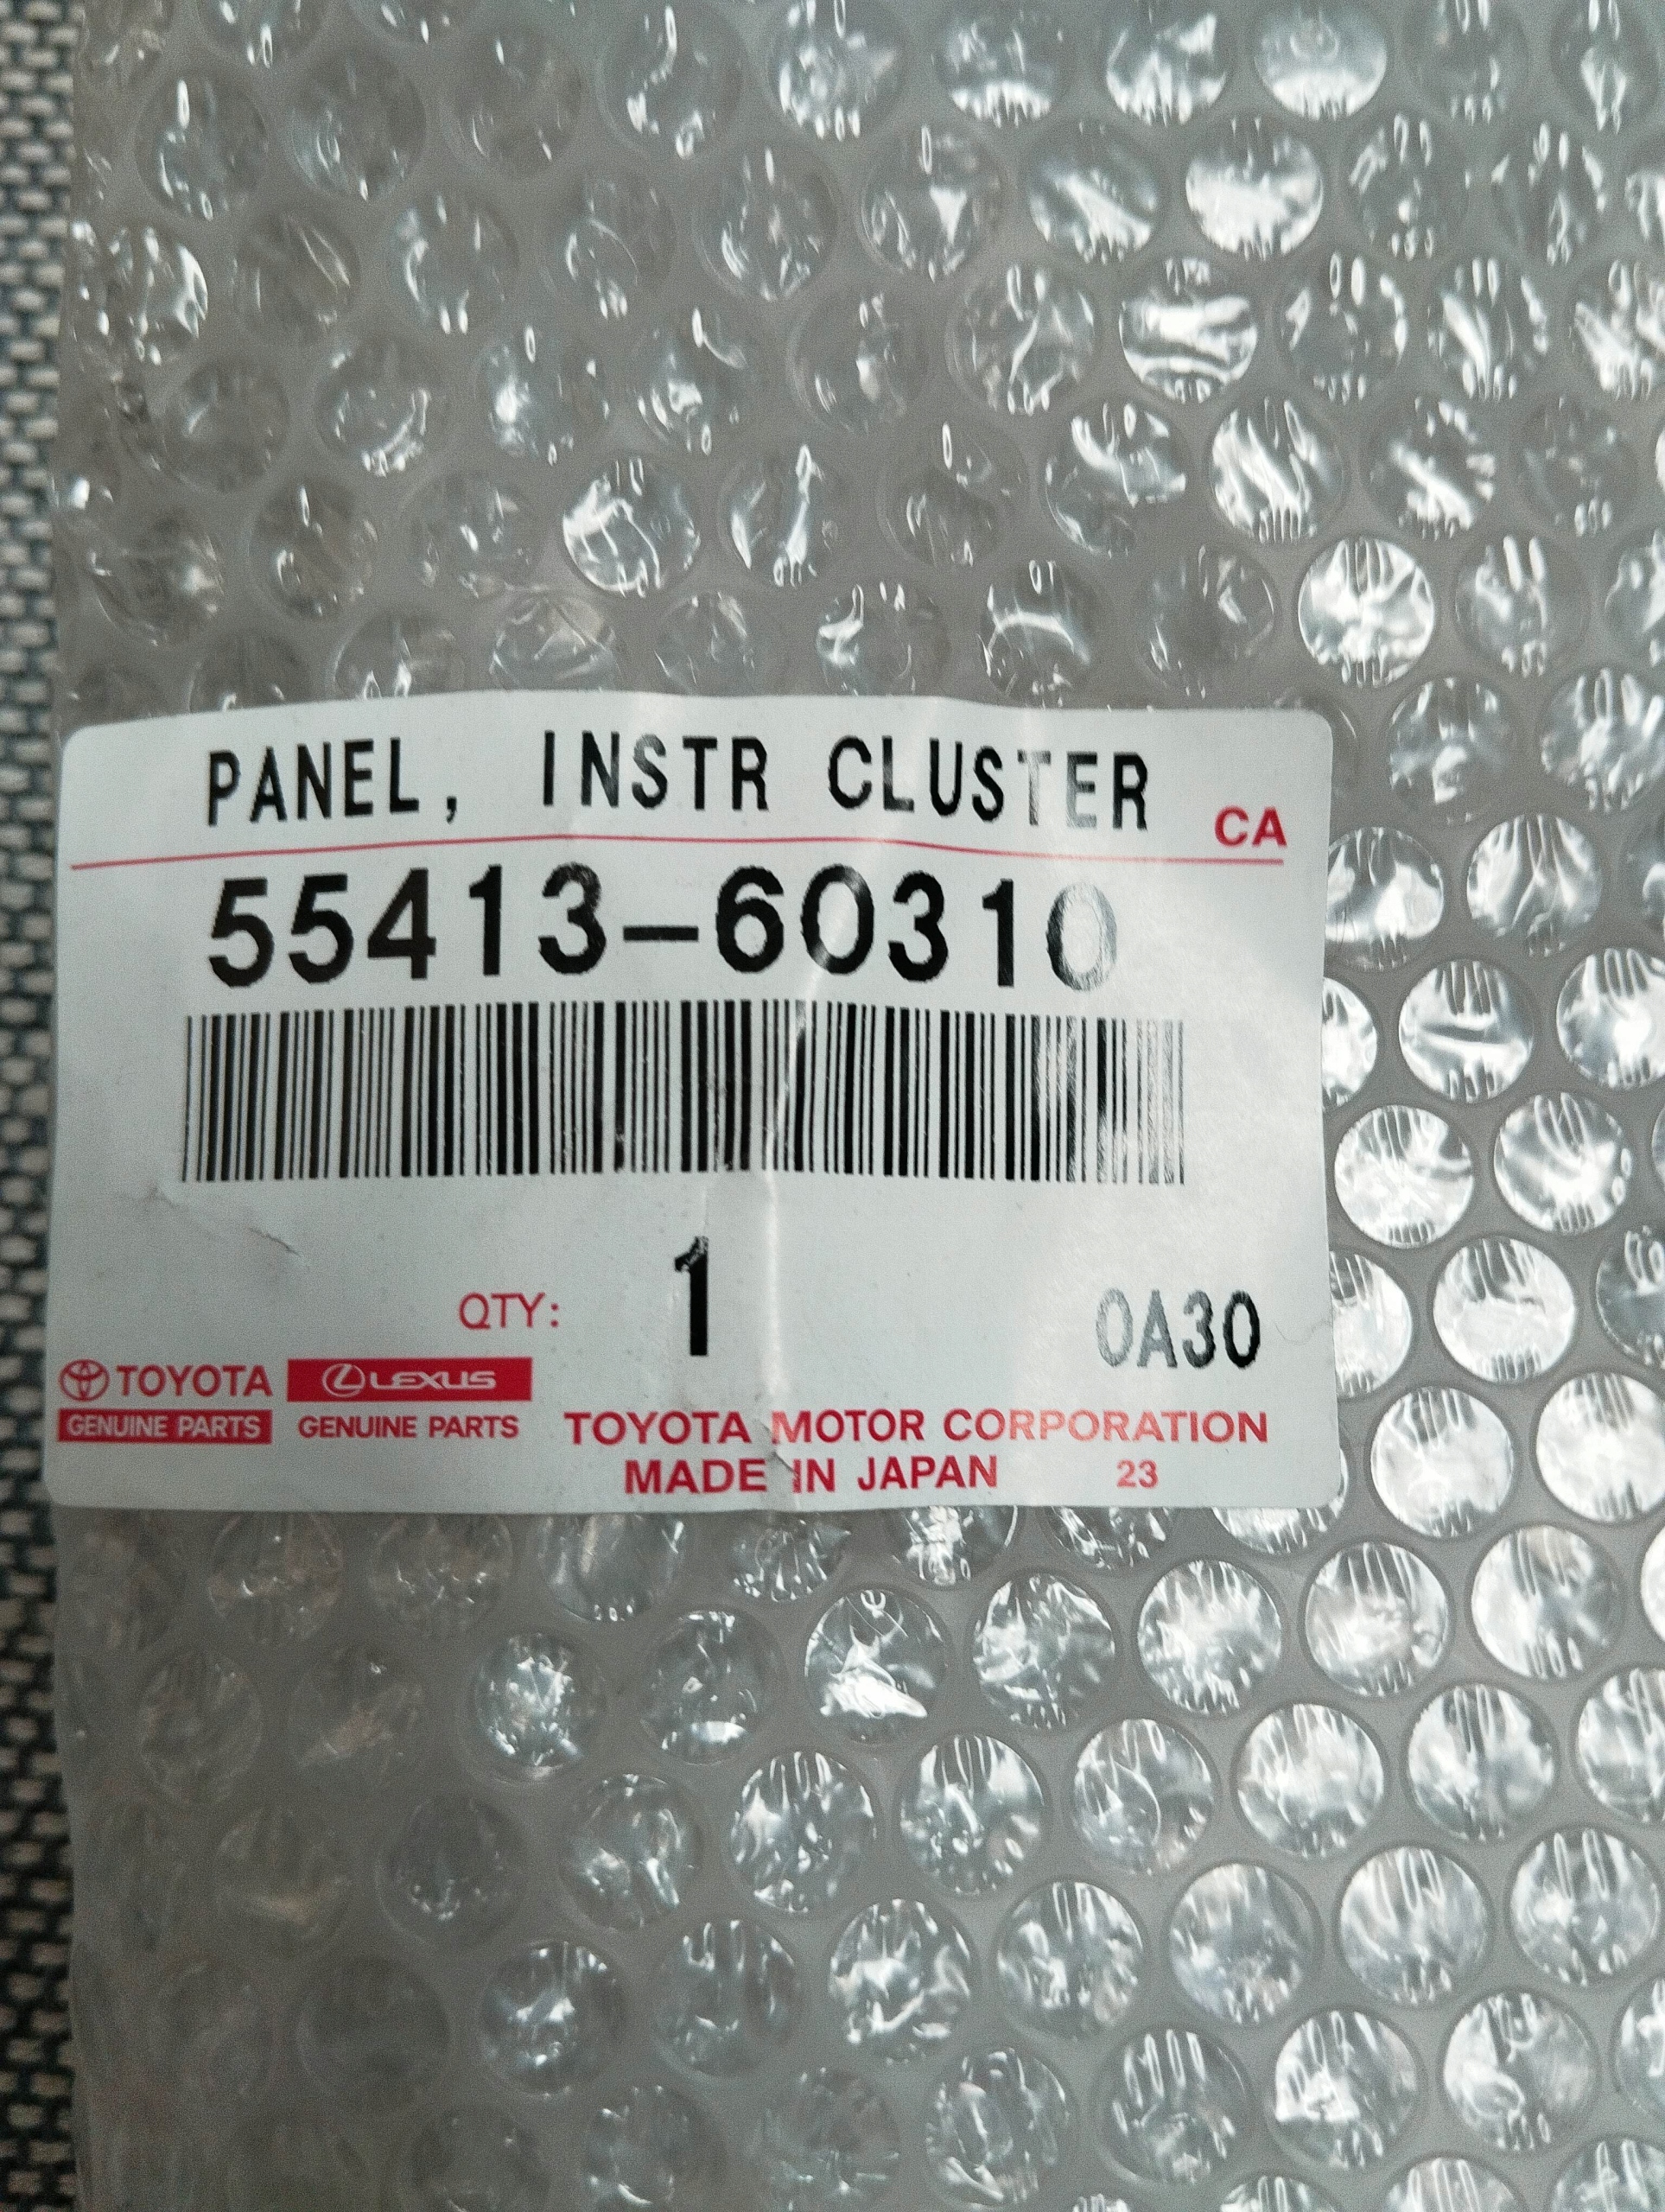 PANEL, INSTR CLUSTER CA
55413-60310
QTY: 1 0A30
TOYOTA LEXUS
GENUINE PARTS GENUINE PARTS TOYOTA MOTOR CORPORATION
MADE IN JAPAN 23